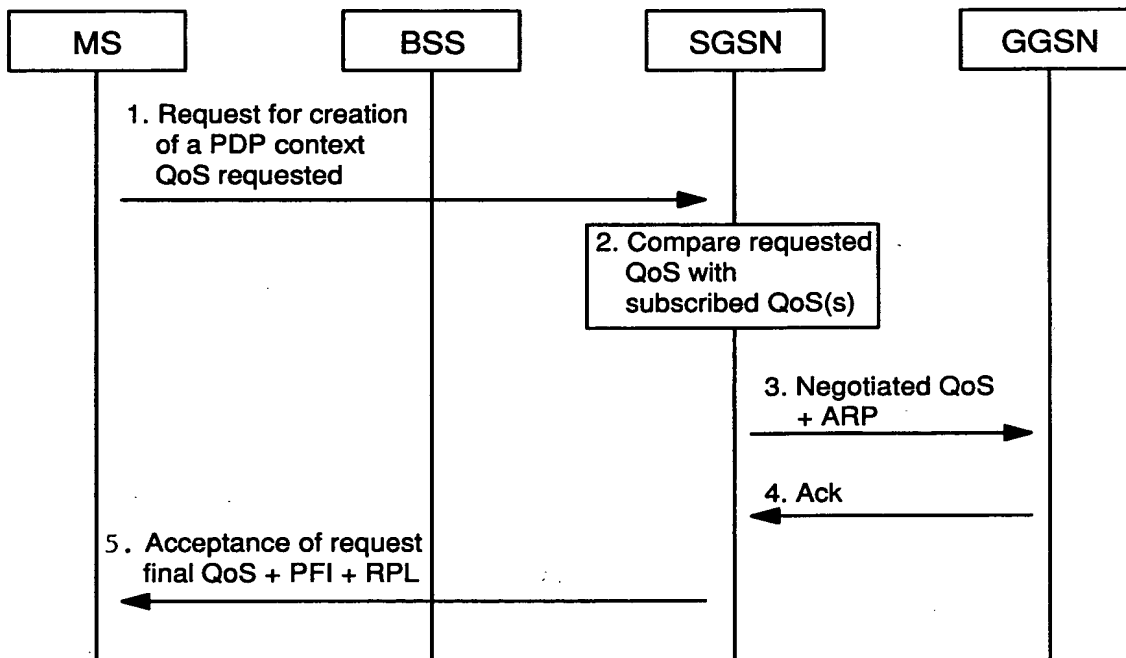 MS
BSS
SGSN
GGSN
1. Request for creation
of a PDP context
QoS requested
2. Compare requested
QoS with
subscribed QoS(s)
3. Negotiated QoS
+ ARP
4. Ack
5. Acceptance of request
final QoS + PFI + RPL